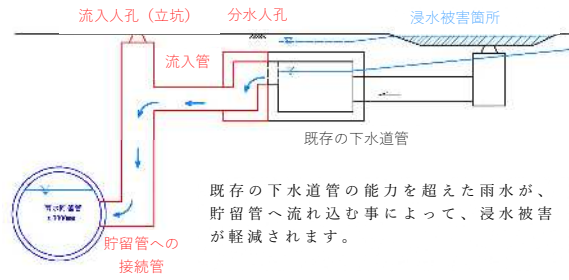 流入人孔（立坑）
分水人孔
浸水被害箇所
流入管
既存の下水道管
雨水貯留管
既存の下水道管の能力を超えた雨水が、
貯留管へ流れ込む事によって、浸水被害
が軽減されます。
貯留管への
接続管